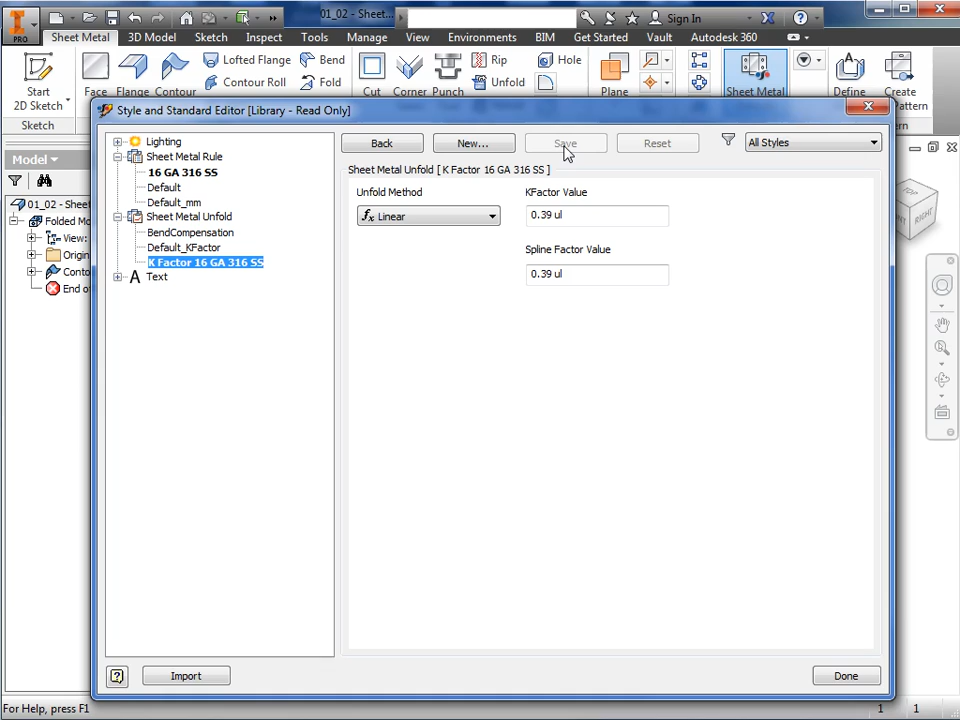 01_02 - Sheet...
Sign In
PRO
Sheet Metal
3D Model
Sketch
Inspect
Tools
Manage
View
Environments
BIM
Get Started
Vault
Autodesk 360
Lofted Flange
Bend
Rip
Hole
Contour Roll
Fold
Unfold
Start
2D Sketch
Face
Flange
Contour
Cut
Corner
Punch
Plane
Sheet Metal
Define
Create
Pattern
Sketch
Style and Standard Editor [Library - Read Only]
Model
01_02 - Shee
Folded Mo
View:
Origin
Conto
End o
Lighting
Sheet Metal Rule
16 GA 316 SS
Default
Default_mm
Sheet Metal Unfold
BendCompensation
Default_KFactor
K Factor 16 GA 316 SS
Text
Back
New...
Save
Reset
All Styles
Sheet Metal Unfold [ K Factor 16 GA 316 SS ]
Unfold Method
KFactor Value
fx Linear
0.39 ul
Spline Factor Value
0.39 ul
TOP
RIGHT
Import
Done
For Help, press F1
1
1